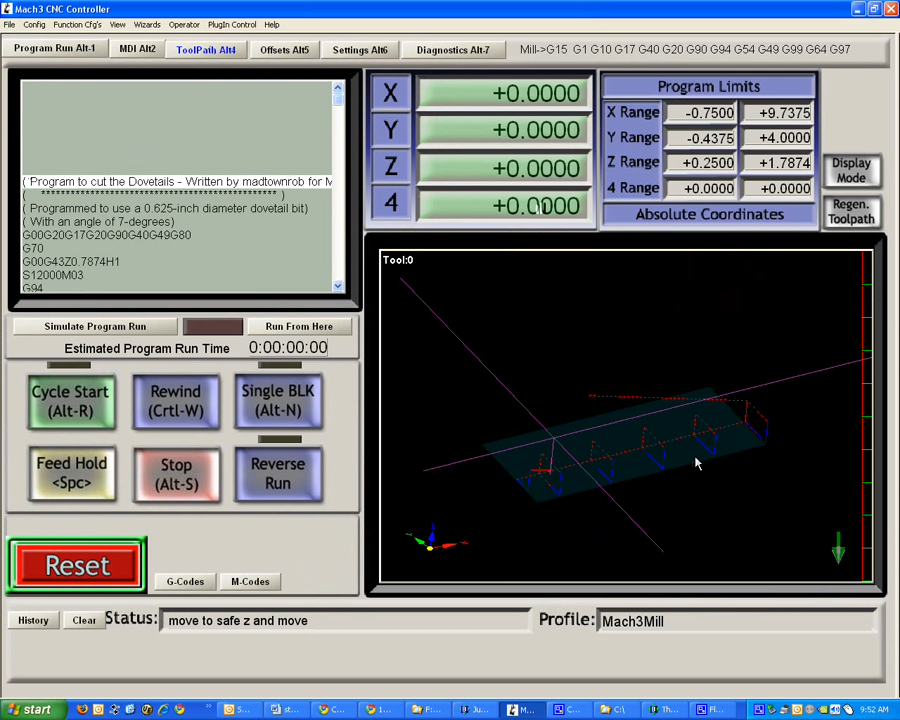 Mach3 CNC Controller
File Config Function Cfg's View Wizards Operator PlugIn Control Help
Program Run Alt-1 MDI Alt2 ToolPath Alt4 Offsets Alt5 Settings Alt6 Diagnostics Alt-7 Mill->G15 G1 G10 G17 G40 G20 G90 G94 G54 G49 G99 G64 G97
("Program to cut the Dovetails - Written by madtownrob for M
( ************************************ )
( Programmed to use a 0.625-inch diameter dovetail bit)
( With an angle of 7-degrees)
G00G20G17G20G90G40G49G80
G70
G00G43Z0.7874H1
S12000M03
G94
X +0.0000
Y +0.0000
Z +0.0000
4 +0.0000
Program Limits
X Range -0.7500 +9.7375
Y Range -0.4375 +4.0000
Z Range +0.2500 +1.7874
4 Range +0.0000 +0.0000
Absolute Coordinates
Display
Mode
Regen.
Toolpath
Tool:0
Simulate Program Run Run From Here
Estimated Program Run Time 0:00:00:00
Cycle Start
(Alt-R)
Rewind
(Crtl-W)
Single BLK
(Alt-N)
Feed Hold
<Spc>
Stop
(Alt-S)
Reverse
Run
Reset
G-Codes M-Codes
History Clear Status: move to safe z and move Profile: Mach3Mill
start S... st... C... 1... F:... Ju... M... C... C:\ Th... Fl... 9:52 AM